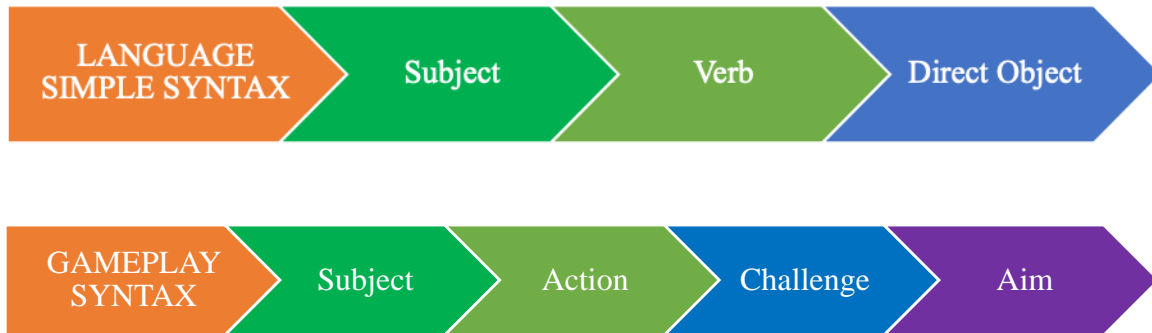 LANGUAGE
SIMPLE SYNTAX
Subject
Verb
Direct Object
GAMEPLAY
SYNTAX
Subject
Action
Challenge
Aim